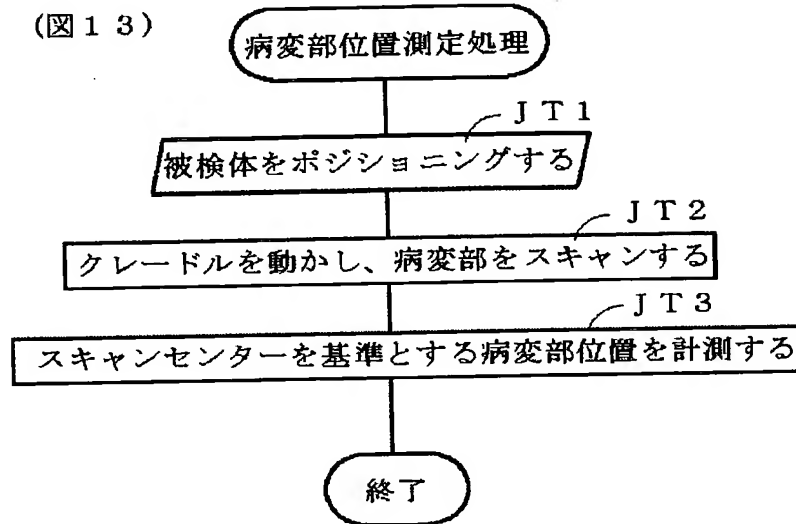 (図13)
病変部位置測定処理
JT1
被検体をポジショニングする
JT2
クレードルを動かし、病変部をスキャンする
JT3
スキャンセンターを基準とする病変部位置を計測する
終了